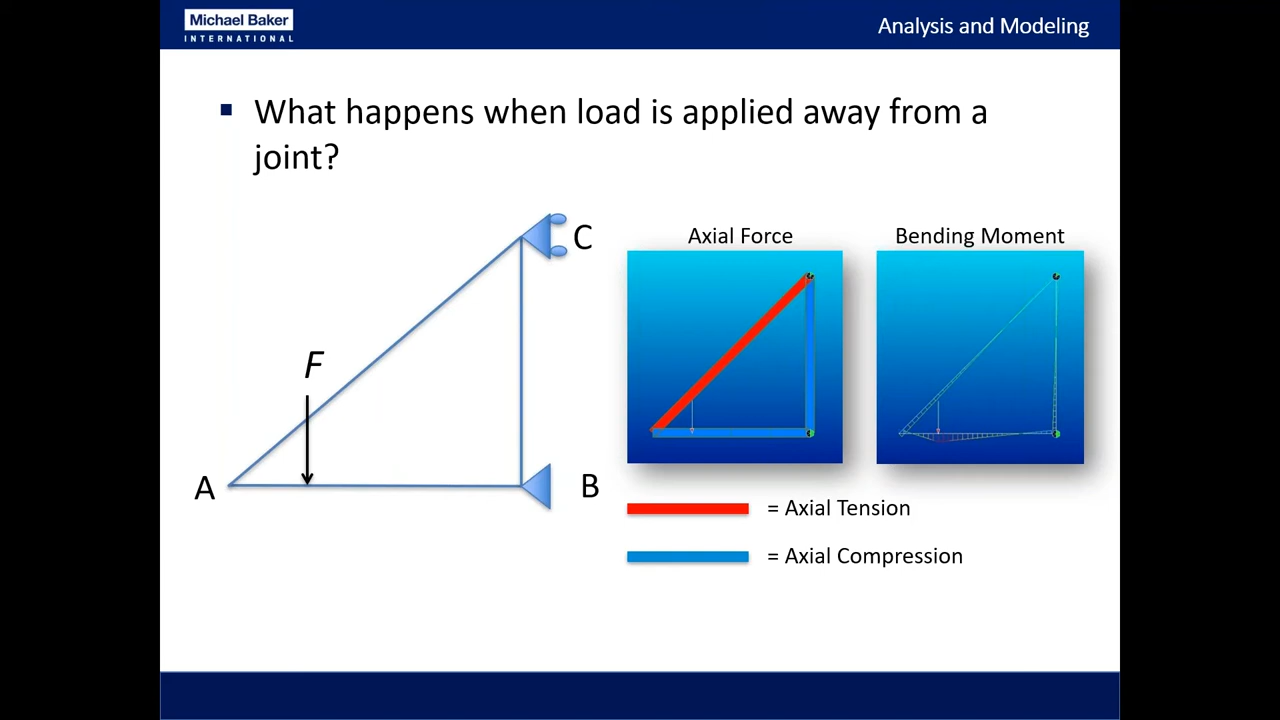 Michael Baker
INTERNATIONAL
Analysis and Modeling
What happens when load is applied away from a
joint?
C
Axial Force
Bending Moment
F
A
B
= Axial Tension
= Axial Compression